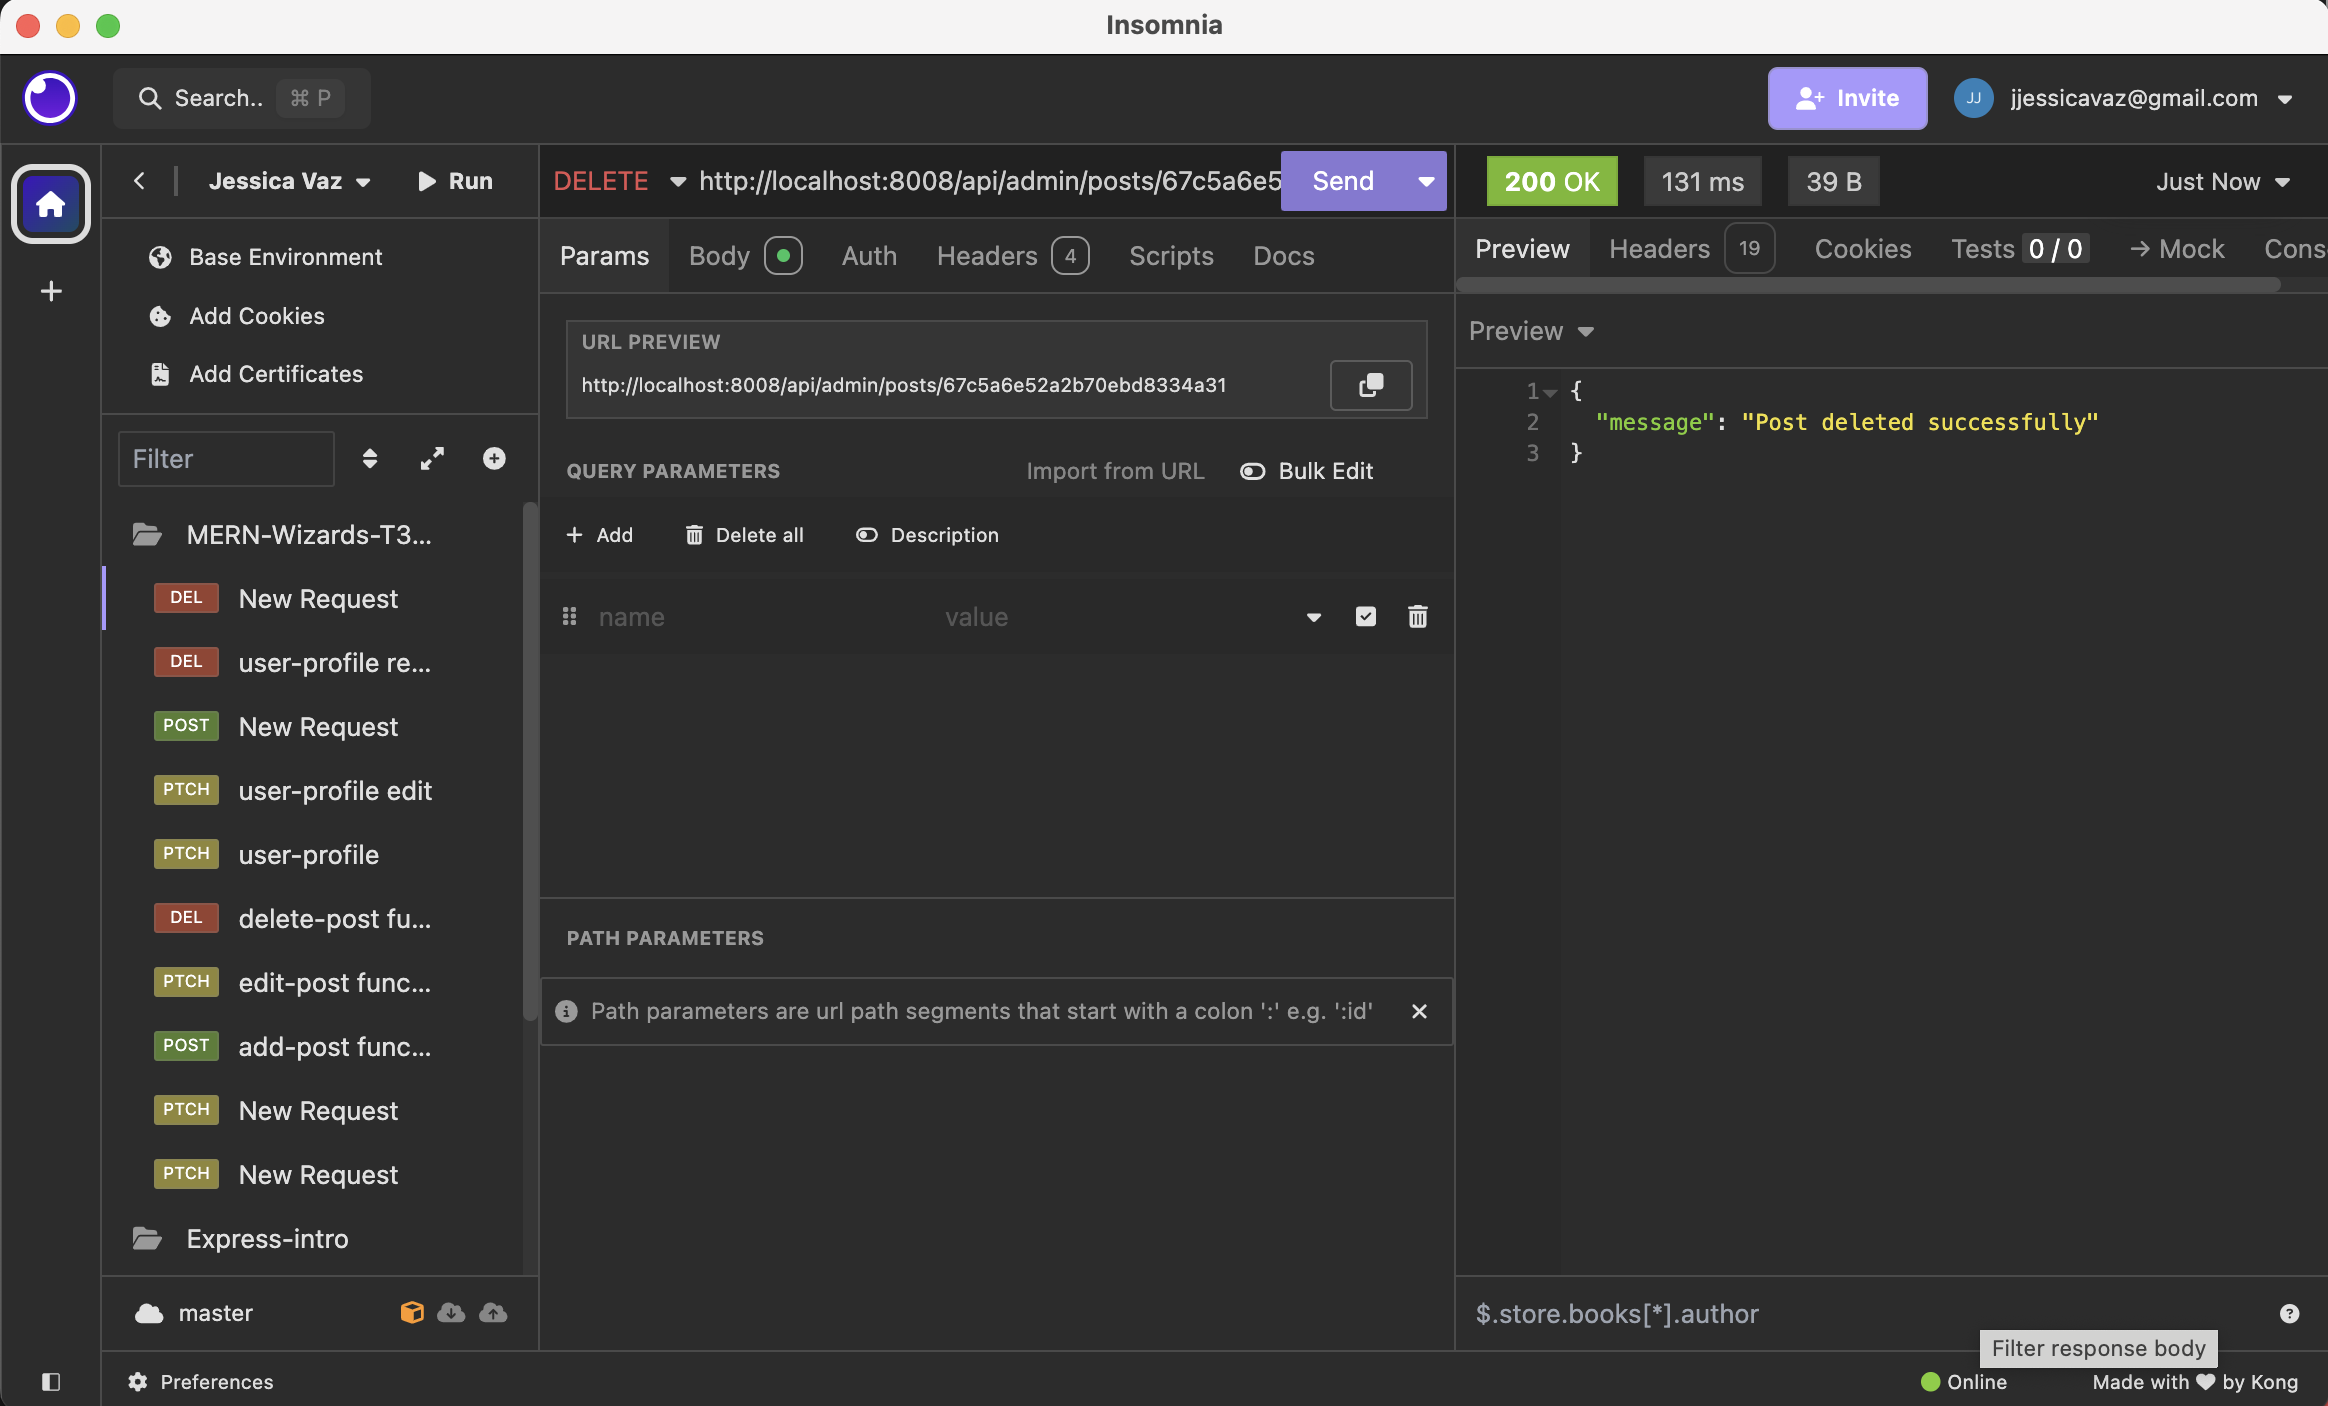 Insomnia
Search.. ⌘ P
Invite
JJ jjessicavaz@gmail.com
Jessica Vaz
Run
Base Environment
Add Cookies
Add Certificates
Filter
MERN-Wizards-T3...
DEL New Request
DEL user-profile re...
POST New Request
PTCH user-profile edit
PTCH user-profile
DEL delete-post fu...
PTCH edit-post func...
POST add-post func...
PTCH New Request
PTCH New Request
Express-intro
master
Preferences
DELETE http://localhost:8008/api/admin/posts/67c5a6e5 Send
Params Body Auth Headers 4 Scripts Docs
URL PREVIEW
http://localhost:8008/api/admin/posts/67c5a6e52a2b70ebd8334a31
QUERY PARAMETERS Import from URL Bulk Edit
+ Add Delete all Description
name value
PATH PARAMETERS
Path parameters are url path segments that start with a colon ':' e.g. ':id'
200 OK 131 ms 39 B Just Now
Preview Headers 19 Cookies Tests 0 / 0 → Mock Cons
Preview
1 {
2 "message": "Post deleted successfully"
3 }
$.store.books[*].author
Filter response body
Online Made with ♥ by Kong